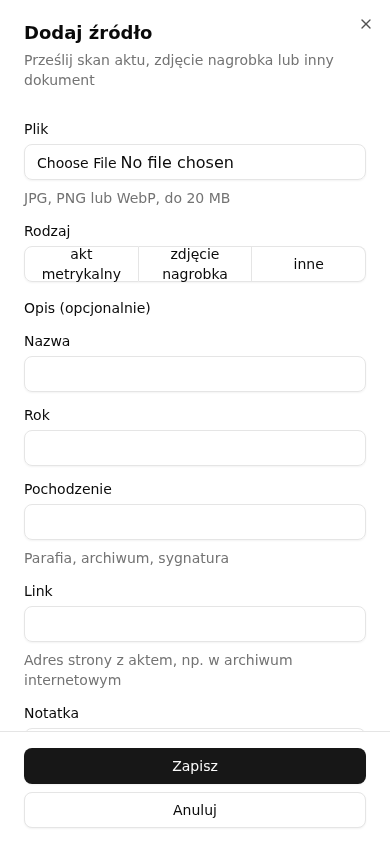 Dodaj źródło
Prześlij skan aktu, zdjęcie nagrobka lub inny
dokument
Plik
Choose File No file chosen
JPG, PNG lub WebP, do 20 MB
Rodzaj
akt
metrykalny
zdjęcie
nagrobka
inne
Opis (opcjonalnie)
Nazwa
Rok
Pochodzenie
Parafia, archiwum, sygnatura
Link
Adres strony z aktem, np. w archiwum
internetowym
Notatka
Zapisz
Anuluj